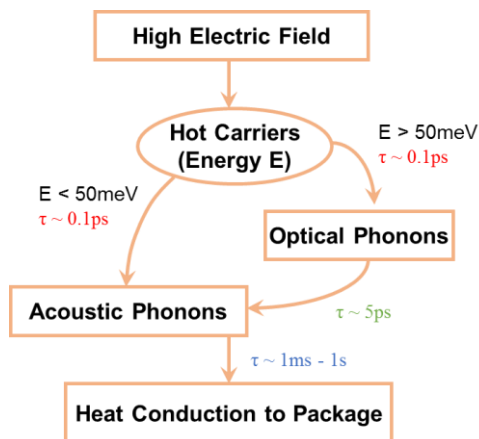 High Electric Field
Hot Carriers
(Energy E)
E > 50meV
τ ~ 0.1ps
E < 50meV
τ ~ 0.1ps
Optical Phonons
Acoustic Phonons
τ ~ 5ps
τ ~ 1ms - 1s
Heat Conduction to Package